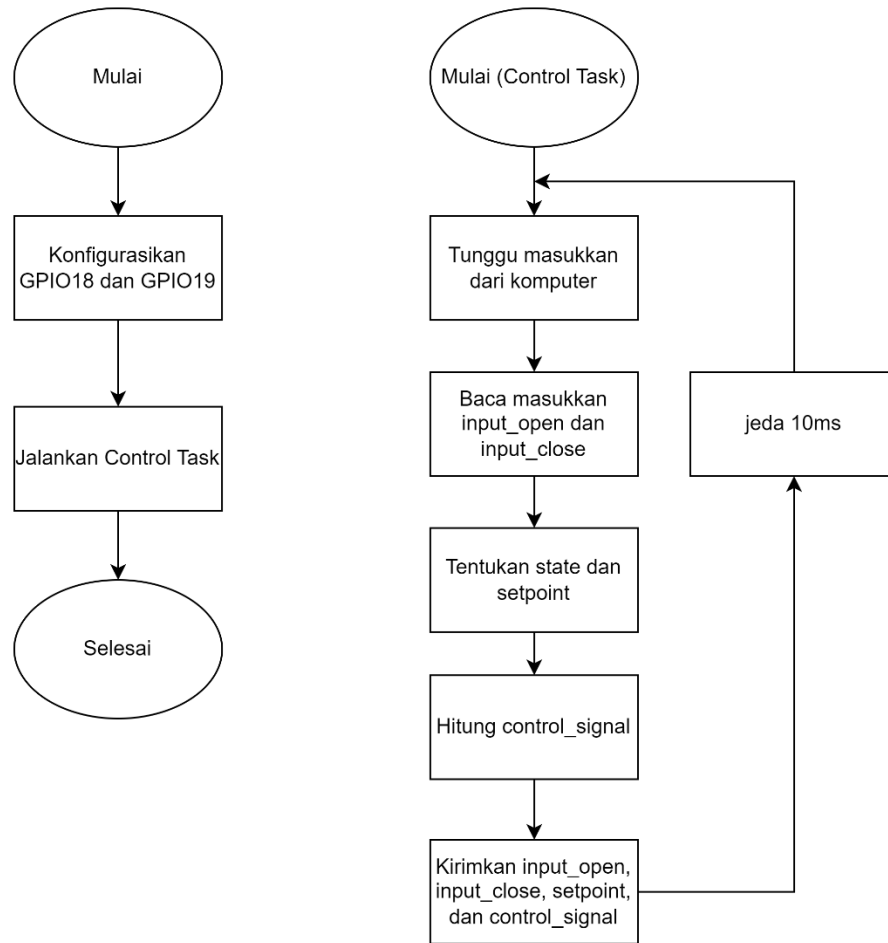 Mulai
Konfigurasikan
GPIO18 dan GPIO19
Jalankan Control Task
Selesai
Mulai (Control Task)
Tunggu masukkan
dari komputer
Baca masukkan
input_open dan
input_close
Tentukan state dan
setpoint
Hitung control_signal
Kirimkan input_open,
input_close, setpoint,
dan control_signal
jeda 10ms